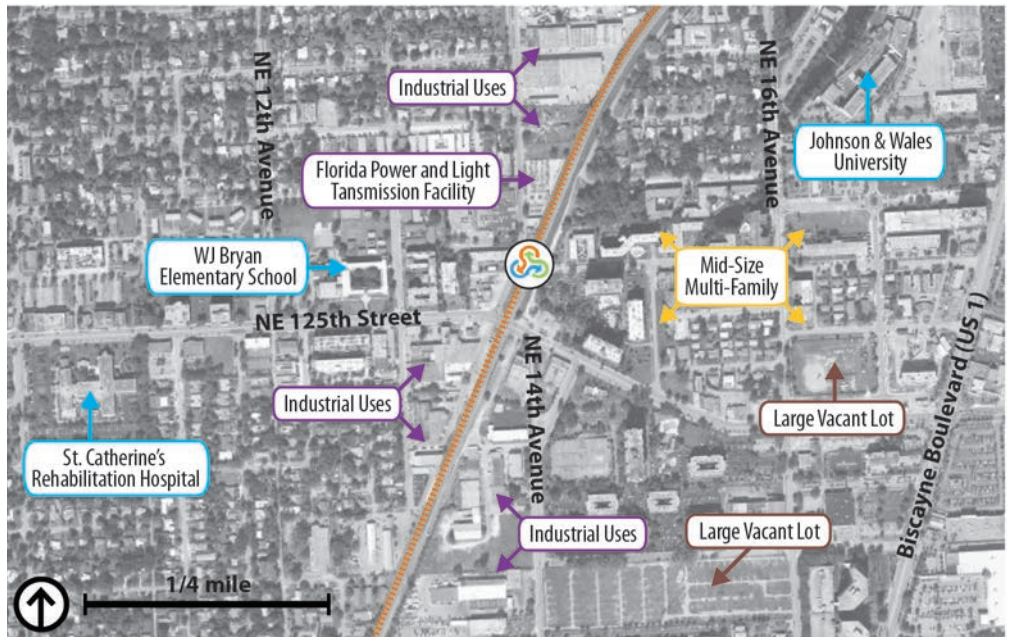 NE 12th Avenue
Industrial Uses
NE 16th Avenue
Johnson & Wales
University
Florida Power and Light
Tansmission Facility
WJ Bryan
Elementary School
Mid-Size
Multi-Family
NE 125th Street
NE 14th Avenue
Biscayne Boulevard (US 1)
Industrial Uses
Large Vacant Lot
St. Catherine's
Rehabilitation Hospital
Industrial Uses
Large Vacant Lot
1/4 mile